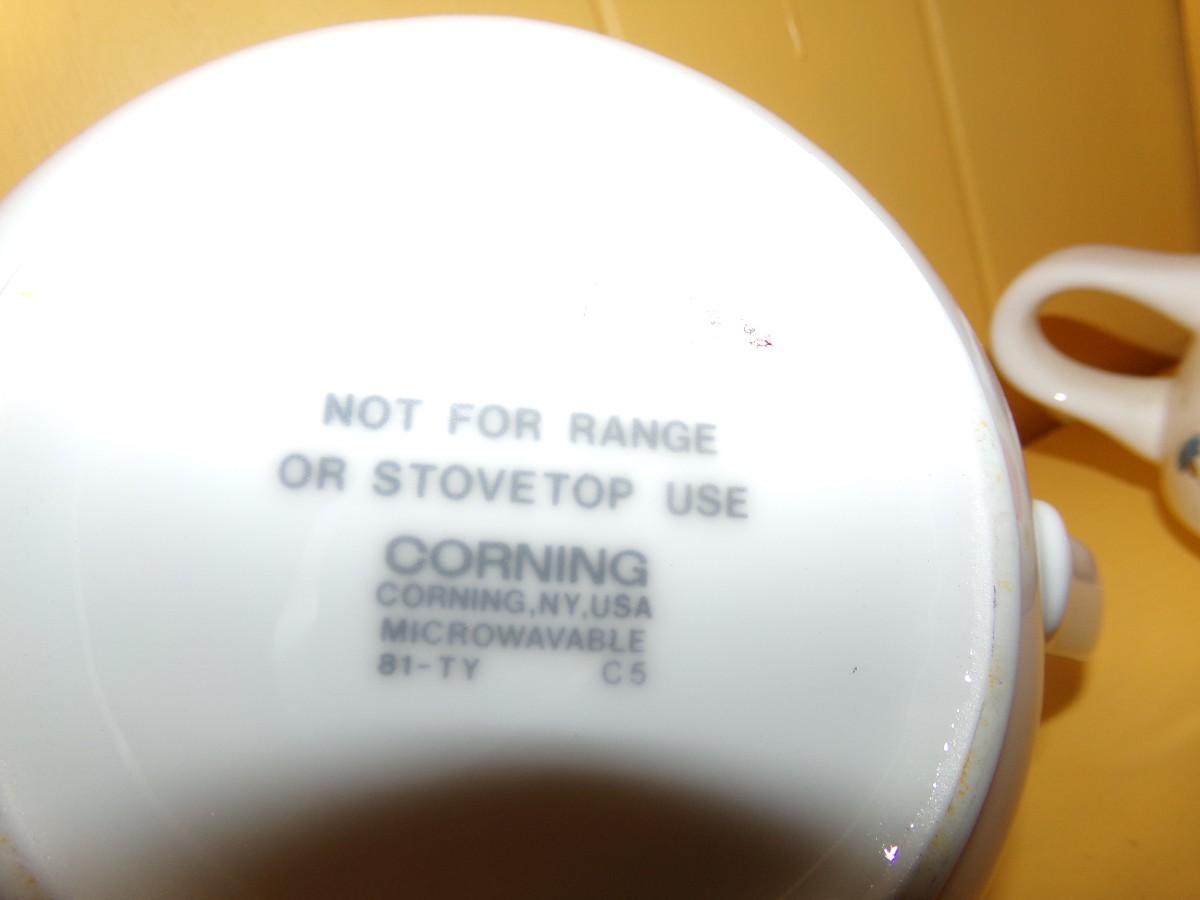 NOT FOR RANGE
OR STOVETOP USE
CORNING
CORNING,NY,USA
MICROWAVABLE
81-TY C5